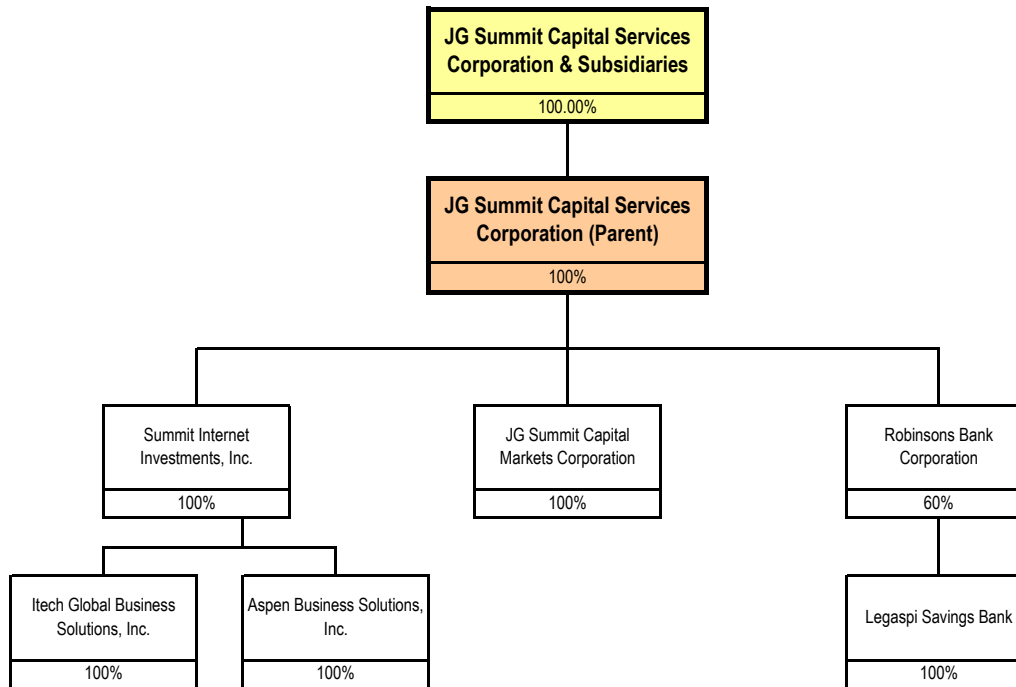 JG Summit Capital Services
Corporation & Subsidiaries
100.00%
JG Summit Capital Services
Corporation (Parent)
100%
Summit Internet
Investments, Inc.
100%
JG Summit Capital
Markets Corporation
100%
Robinsons Bank
Corporation
60%
Itech Global Business
Solutions, Inc.
100%
Aspen Business Solutions,
Inc.
100%
Legaspi Savings Bank
100%